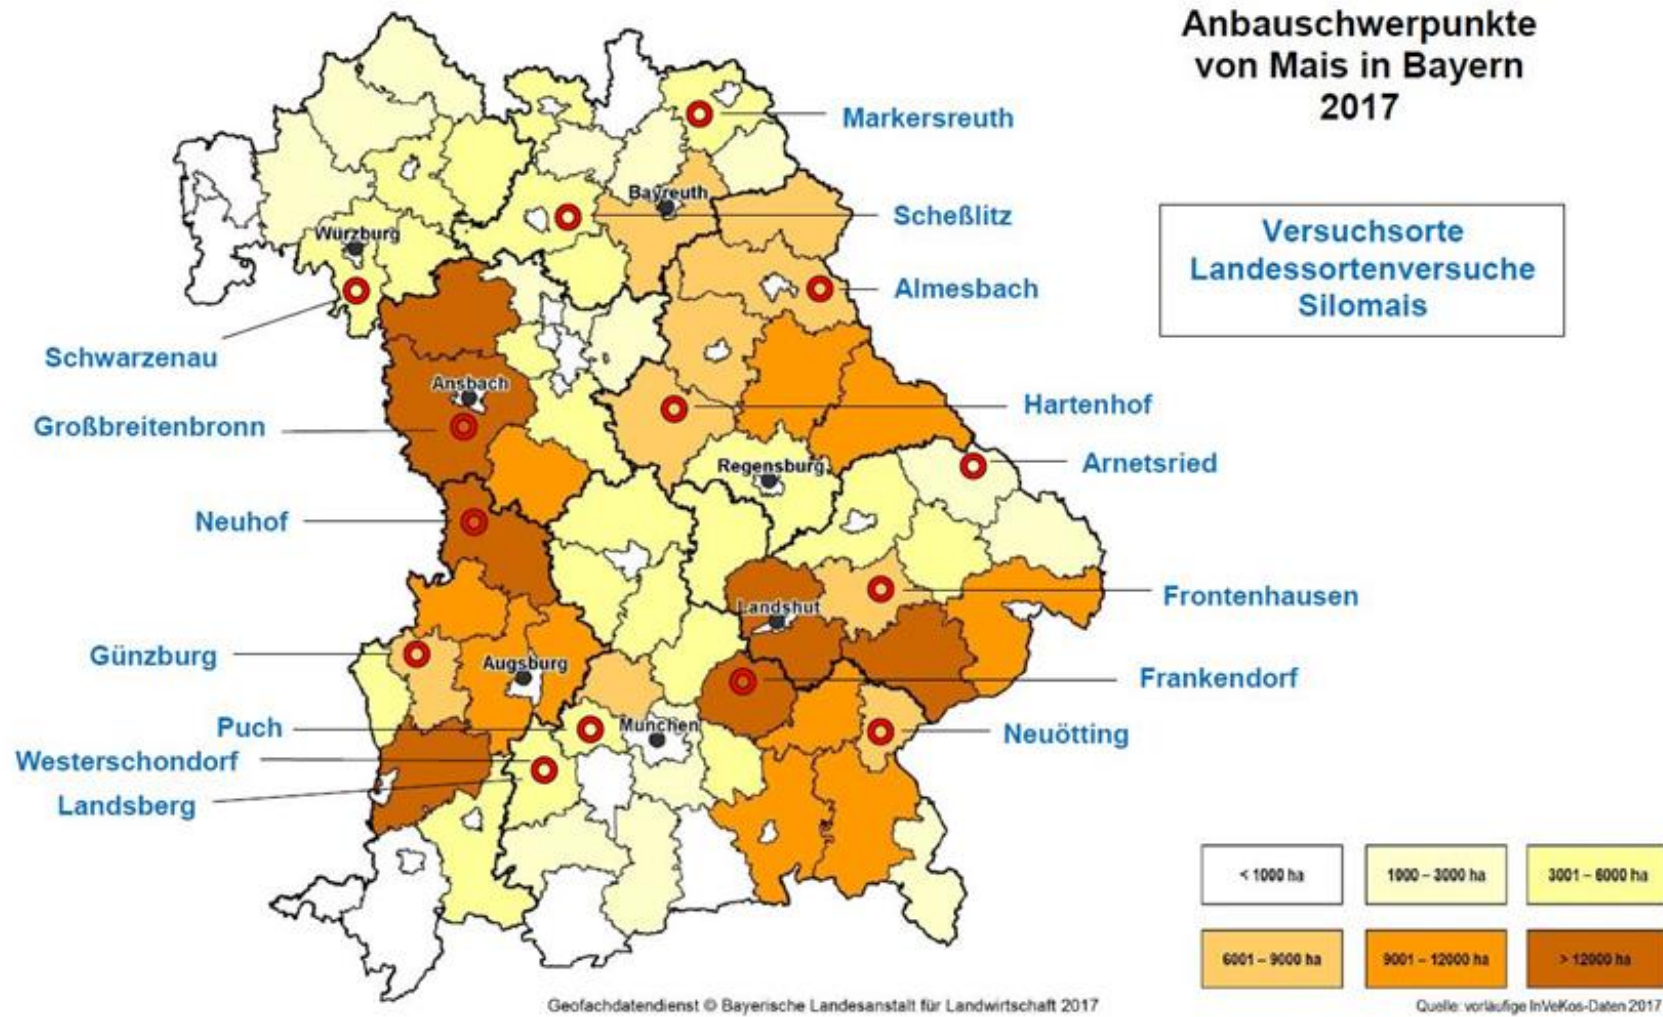 Anbauschwerpunkte
von Mais in Bayern
2017
Markersreuth
Bayreuth
Scheßlitz
Versuchsorte
Landessortenversuche
Silomais
Würzburg
Almesbach
Schwarzenau
Ansbach
Hartenhof
Großbreitenbronn
Regensburg
Arnetsried
Neuhof
Landshut
Frontenhausen
Günzburg
Augsburg
Frankendorf
Puch
München
Neuötting
Westerschondorf
Landsberg
< 1000 ha
1000 – 3000 ha
3001 – 6000 ha
6001 – 9000 ha
9001 – 12000 ha
> 12000 ha
Geofachdatendienst © Bayerische Landesanstalt für Landwirtschaft 2017
Quelle: vorläufige InVeKos-Daten 2017